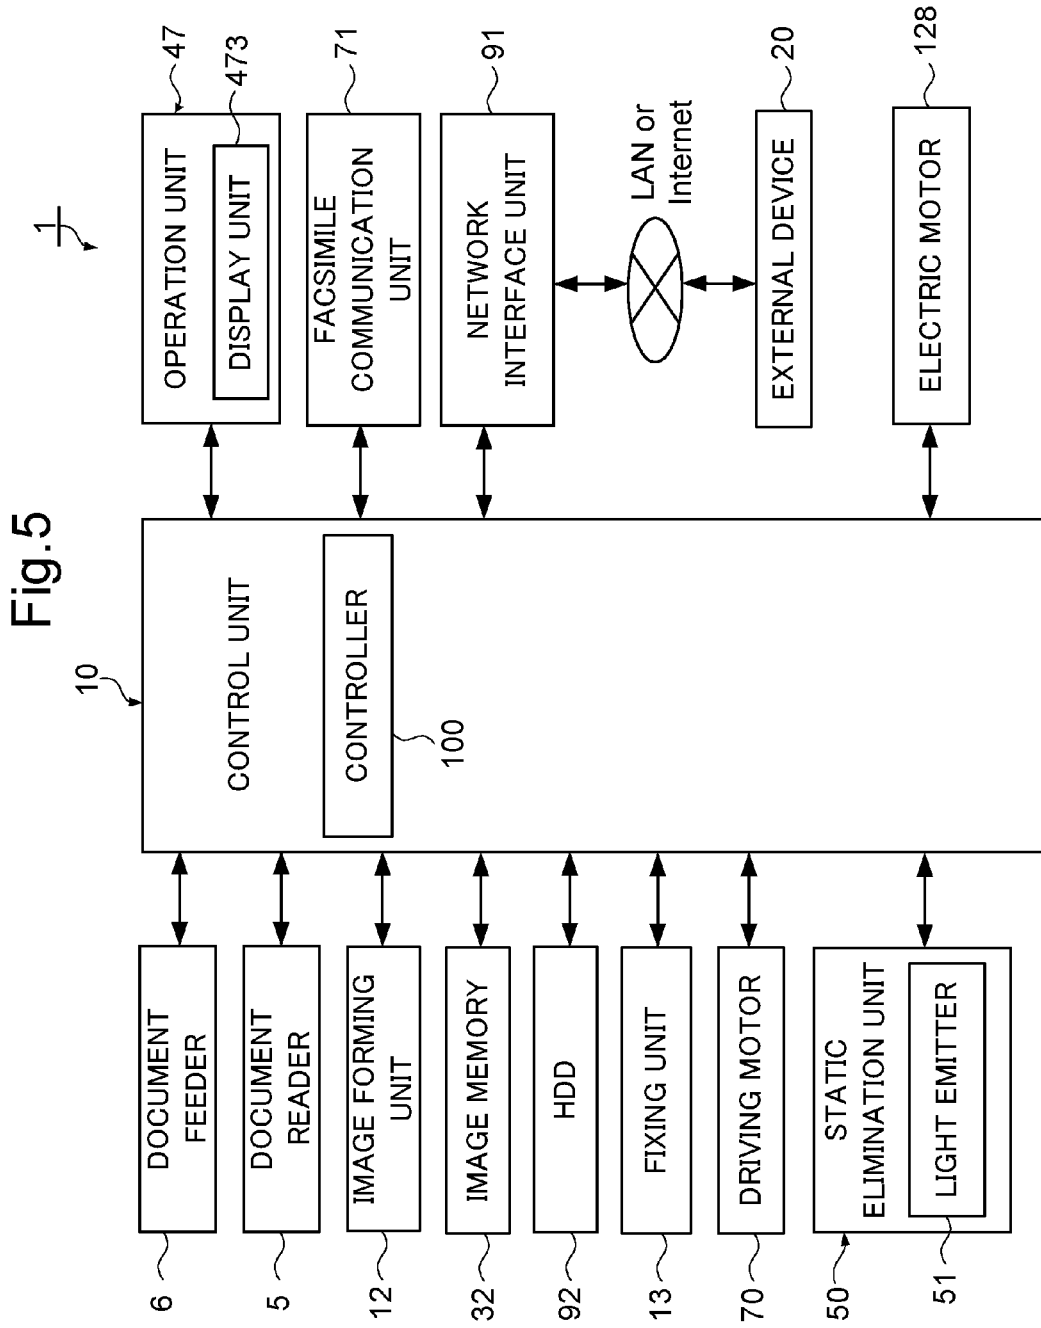 Fig.5
1
6
DOCUMENT
FEEDER
5
DOCUMENT
READER
12
IMAGE FORMING
UNIT
32
IMAGE MEMORY
92
HDD
13
FIXING UNIT
70
DRIVING MOTOR
50
STATIC
ELIMINATION UNIT
51
LIGHT EMITTER
10
CONTROL UNIT
CONTROLLER
100
OPERATION UNIT
47
DISPLAY UNIT
473
FACSIMILE
COMMUNICATION
UNIT
71
NETWORK
INTERFACE UNIT
91
LAN or
Internet
EXTERNAL DEVICE
20
ELECTRIC MOTOR
128